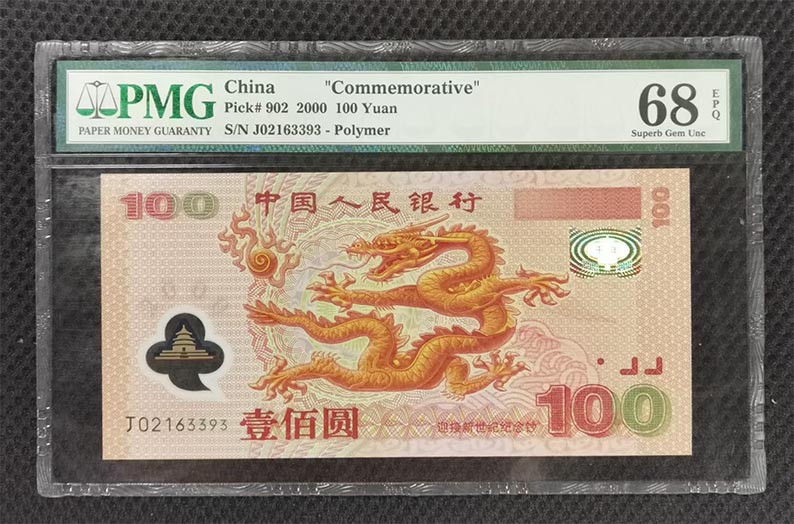 PMG
PAPER MONEY GUARANTY
China "Commemorative"
Pick# 902 2000 100 Yuan
S/N J02163393 - Polymer
68
EPQ
Superb Gem Unc
100
中国人民银行
100
2000
J02163393
壹佰圆
迎接新世纪纪念钞
100